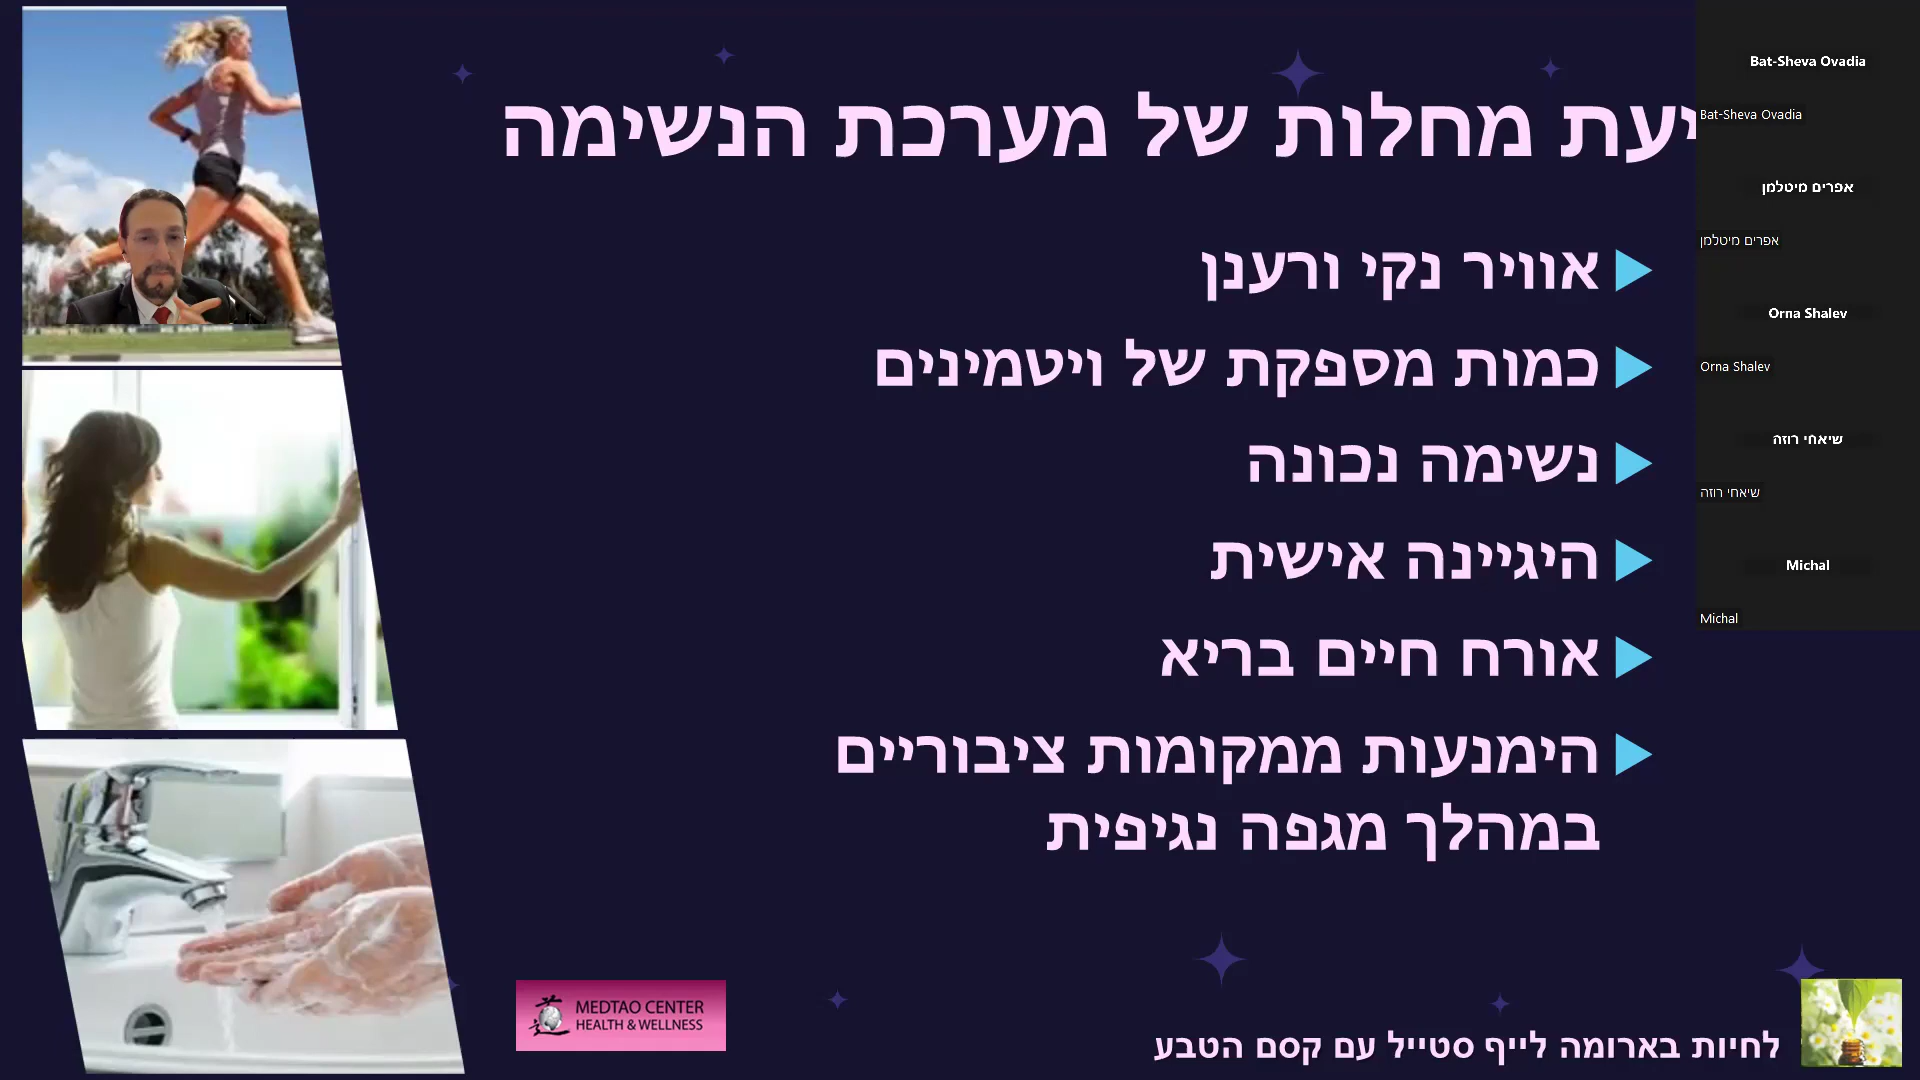 יעת מחלות של מערכת הנשימה
אוויר נקי ורענן
כמות מספקת של ויטמינים
נשימה נכונה
היגיינה אישית
אורח חיים בריא
הימנעות ממקומות ציבוריים
במהלך מגפה נגיפית
Bat-Sheva Ovadia
Bat-Sheva Ovadia
אפרים מיטלמן
אפרים מיטלמן
Orna Shalev
Orna Shalev
שיאחי רוזה
שיאחי רוזה
Michal
Michal
MEDTAO CENTER
HEALTH & WELLNESS
לחיות בארומה לייף סטייל עם קסם הטבע